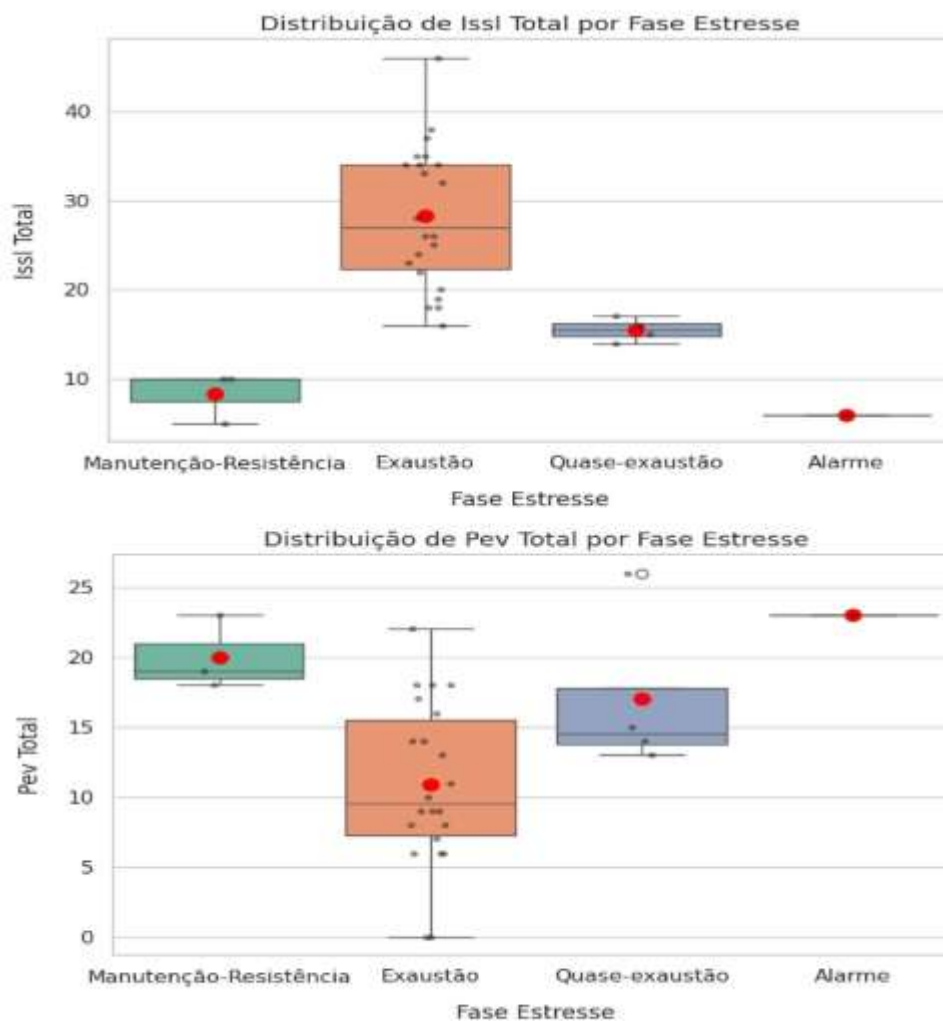 Distribuição de Issl Total por Fase Estresse
Issl Total
40
30
20
10
Manutenção-Resistência Exaustão Quase-exaustão Alarme
Fase Estresse
Distribuição de Pev Total por Fase Estresse
Pev Total
25
20
15
10
5
0
Manutenção-Resistência Exaustão Quase-exaustão Alarme
Fase Estresse